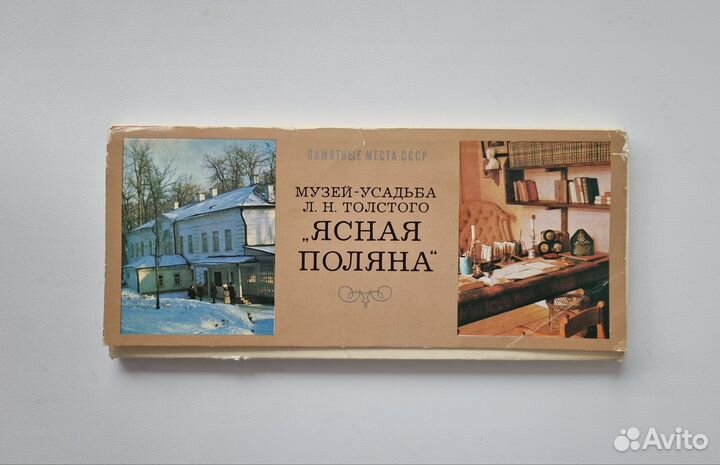 ПАМЯТНЫЕ МЕСТА СССР
МУЗЕЙ-УСАДЬБА
Л. Н. ТОЛСТОГО
„ЯСНАЯ
ПОЛЯНА“
Avito